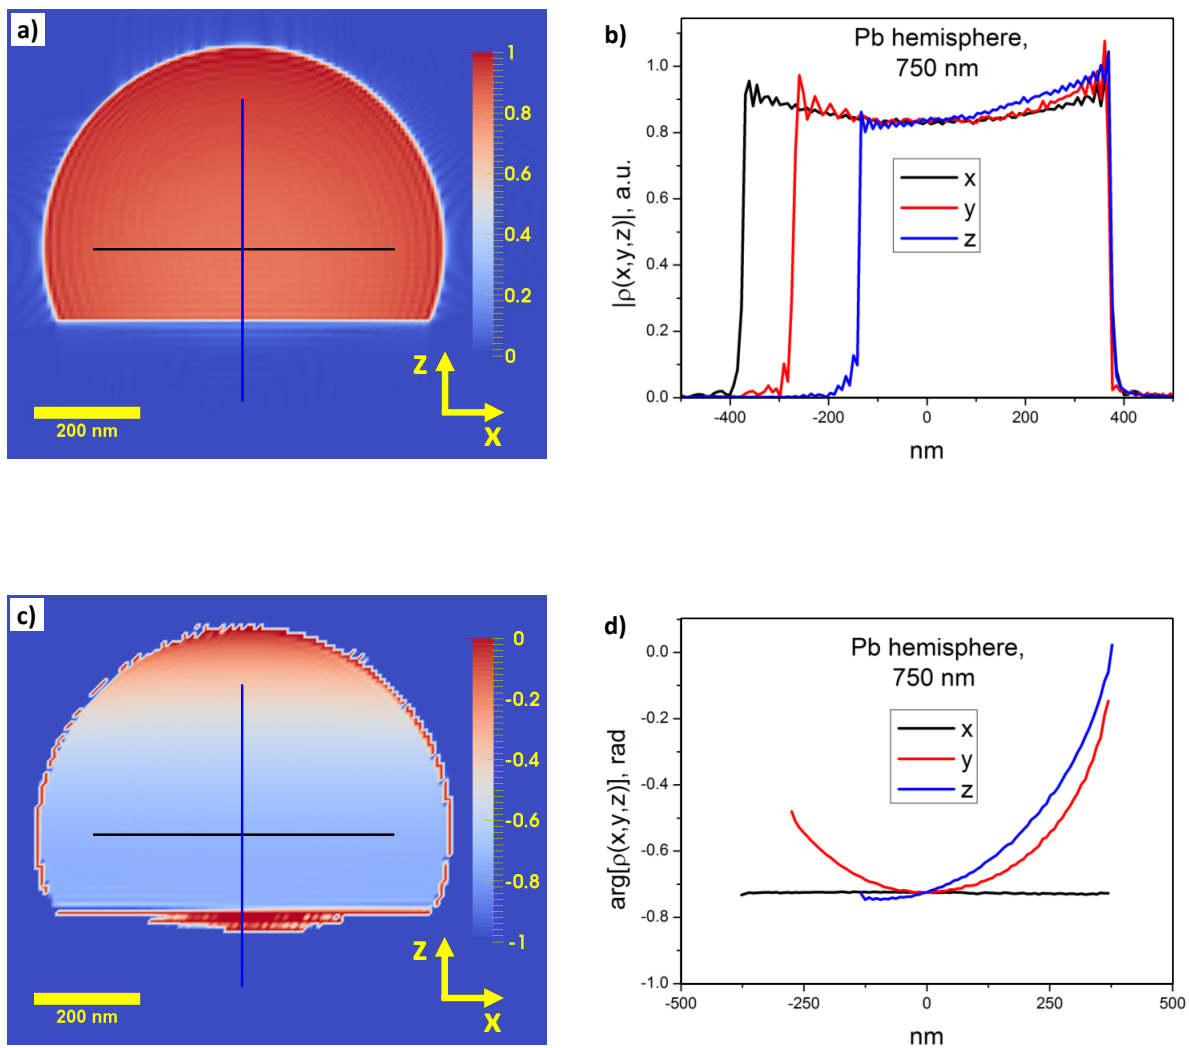 a)
1
0.8
0.6
0.4
0.2
0
z
x
200 nm
b)
Pb hemisphere,
750 nm
|ρ(x,y,z)|, a.u.
1.0
0.8
0.6
0.4
0.2
0.0
x
y
z
-400
-200
0
200
400
nm
c)
0
-0.2
-0.4
-0.6
-0.8
-1
z
x
200 nm
d)
Pb hemisphere,
750 nm
arg[ρ(x,y,z)], rad
0.0
-0.2
-0.4
-0.6
-0.8
-1.0
x
y
z
-500
-250
0
250
500
nm